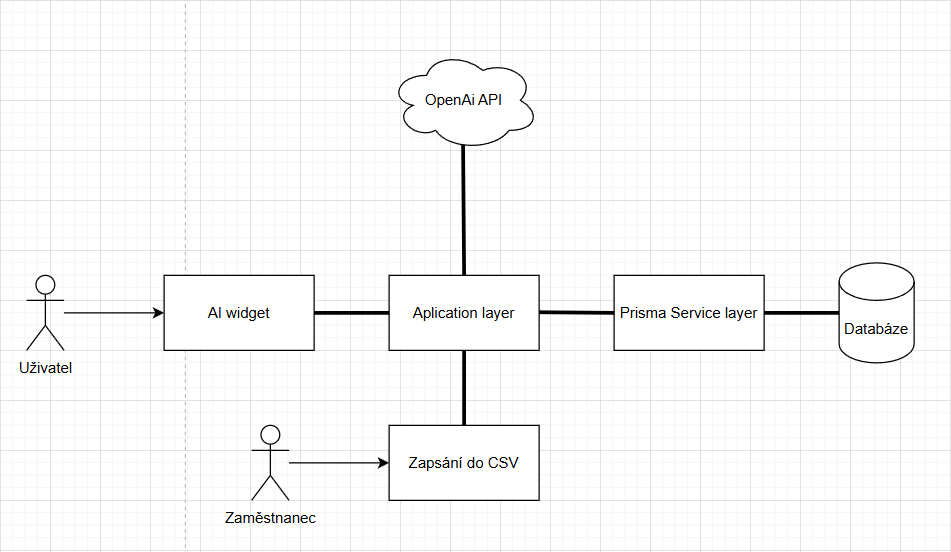 OpenAi API
AI widget
Aplication layer
Prisma Service layer
Databáze
Uživatel
Zapsání do CSV
Zaměstnanec